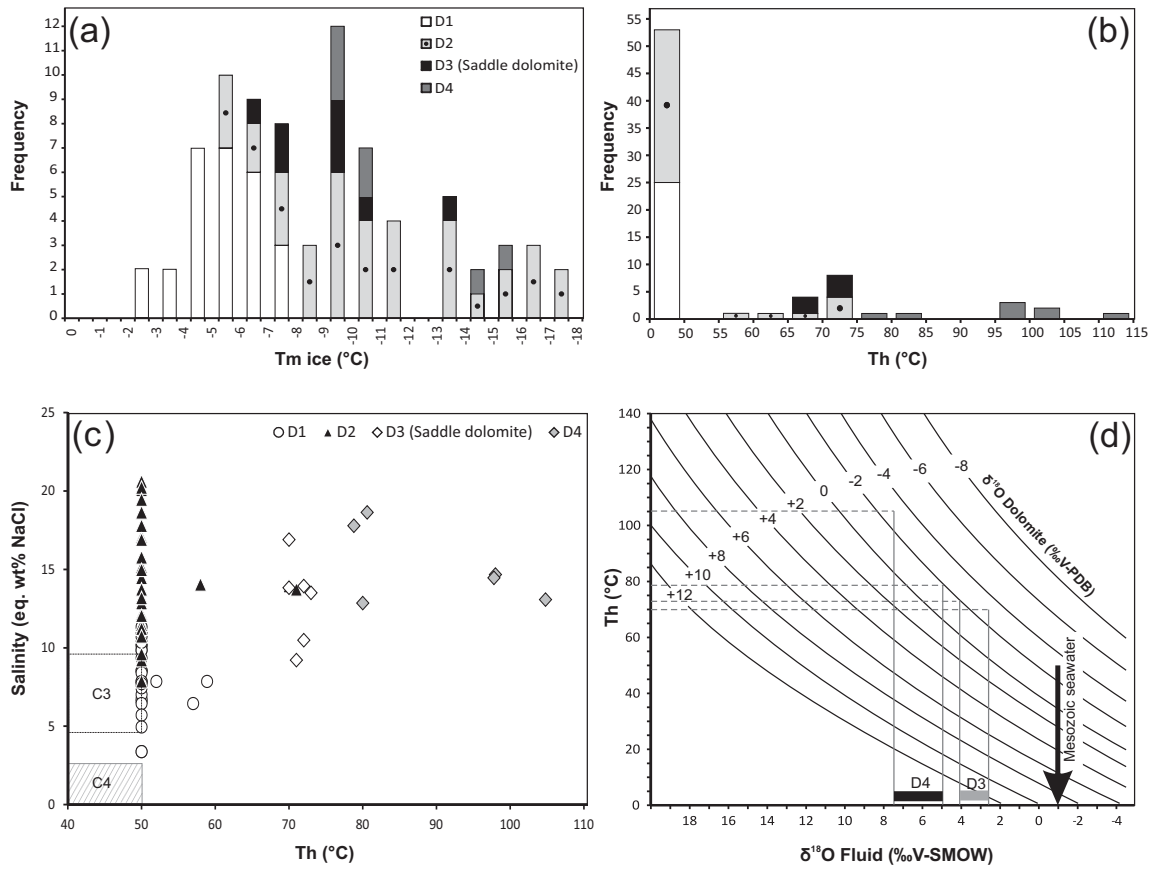 (a)
D1
D2
D3 (Saddle dolomite)
D4
12
11
10
9
8
7
6
5
4
3
2
1
0
Frequency
0 -1 -2 -3 -4 -5 -6 -7 -8 -9 -10 -11 -12 -13 -14 -15 -16 -17 -18
Tm ice (°C)
(b)
55
50
45
40
35
30
25
20
15
10
5
0
Frequency
0 50 55 60 65 70 75 80 85 90 95 100 105 110 115
Th (°C)
(c)
D1 D2 D3 (Saddle dolomite) D4
25
20
15
10
5
0
Salinity (eq. wt% NaCl)
C3
C4
40 50 60 70 80 90 100 110
Th (°C)
(d)
140
120
100
80
60
40
20
0
Th (°C)
-8
-6
-4
-2
0
+2
+4
+6
+8
+10
+12
δ¹⁸O Dolomite (‰V-PDB)
Mesozoic seawater
D4 D3
18 16 14 12 10 8 6 4 2 0 -2 -4
δ¹⁸O Fluid (‰V-SMOW)